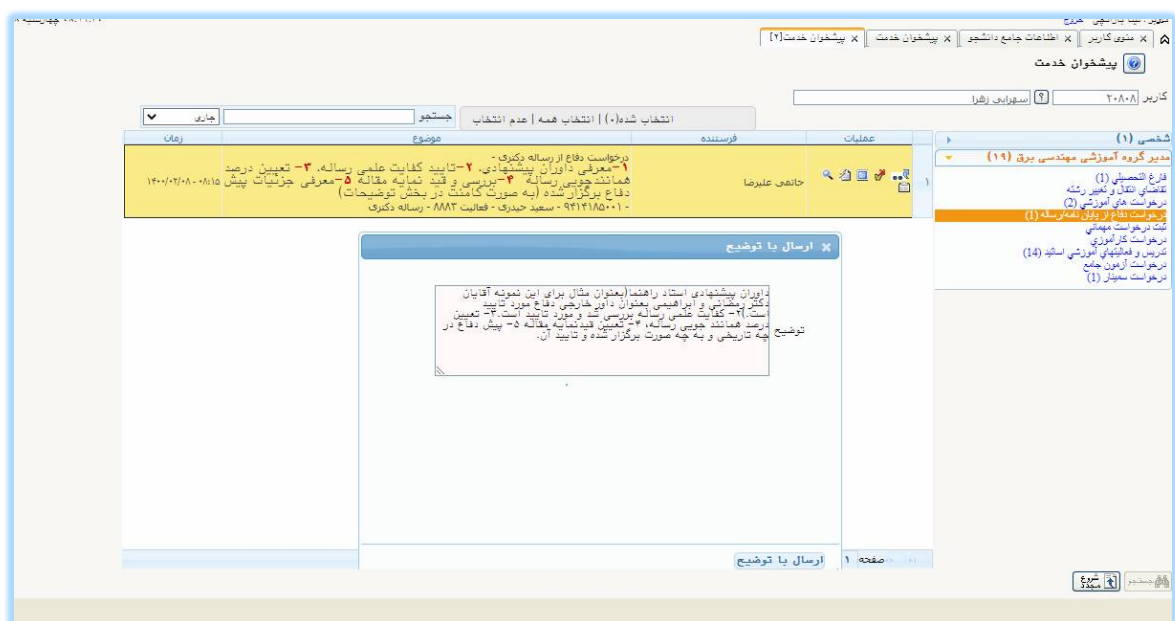 خروج
منوی کاربر × اطلاعات جامع دانشجو × پیشخوان خدمت × پیشخوان خدمت[۲] ×
پیشخوان خدمت
کاربر ۲۰۸۰۸ ؟ سهرابی زهرا
انتخاب شده(۰) | انتخاب همه | عدم انتخاب جستجو جاری
عملیات فرستنده موضوع زمان
شخصی (۱)
مدیر گروه آموزشی مهندسی برق (۱۹)
فارغ التحصیلی (1)
تقاضای انتقال و تغییر رشته
درخواست های آموزشی (2)
درخواست دفاع از پایان نامه/رساله (1)
ثبت درخواست مهمانی
درخواست کارآموزی
تدریس و فعالیتهای آموزشی اساتید (14)
درخواست آزمون جامع
درخواست سمینار (1)
۱
حاتمی علیرضا
درخواست دفاع از رساله دکتری -
۱-معرفی داوران پیشنهادی. ۲-تایید کفایت علمی رساله. ۳- تعیین درصد
همانندجویی رساله ۴-بررسی و قید نمایه مقاله ۵-معرفی جزئیات پیش
دفاع برگزار شده (به صورت کامنت در بخش توضیحات)
- ۹۴۱۴۱۸۵۰۰۱ - سعید حیدری - فعالیت ۸۸۸۳ - رساله دکتری
۱۴۰۰/۰۲/۰۸ - ۰۸:۱۵
ارسال با توضیح ×
توضیح
داوران پیشنهادی استاد راهنما(بعنوان مثال برای این نمونه آقایان
دکتر رمضانی و ابراهیمی بعنوان داور خارجی دفاع مورد تایید
است.)۲- کفایت علمی رساله بررسی شد و مورد تایید است.۳- تعیین
درصد همانند جویی رساله، ۴- تعیین قیدنمایه مقاله ۵- پیش دفاع در
چه تاریخی و به چه صورت برگزار شده و تایید آن.
ارسال با توضیح
صفحه ۱
جستجو شروع مجدد